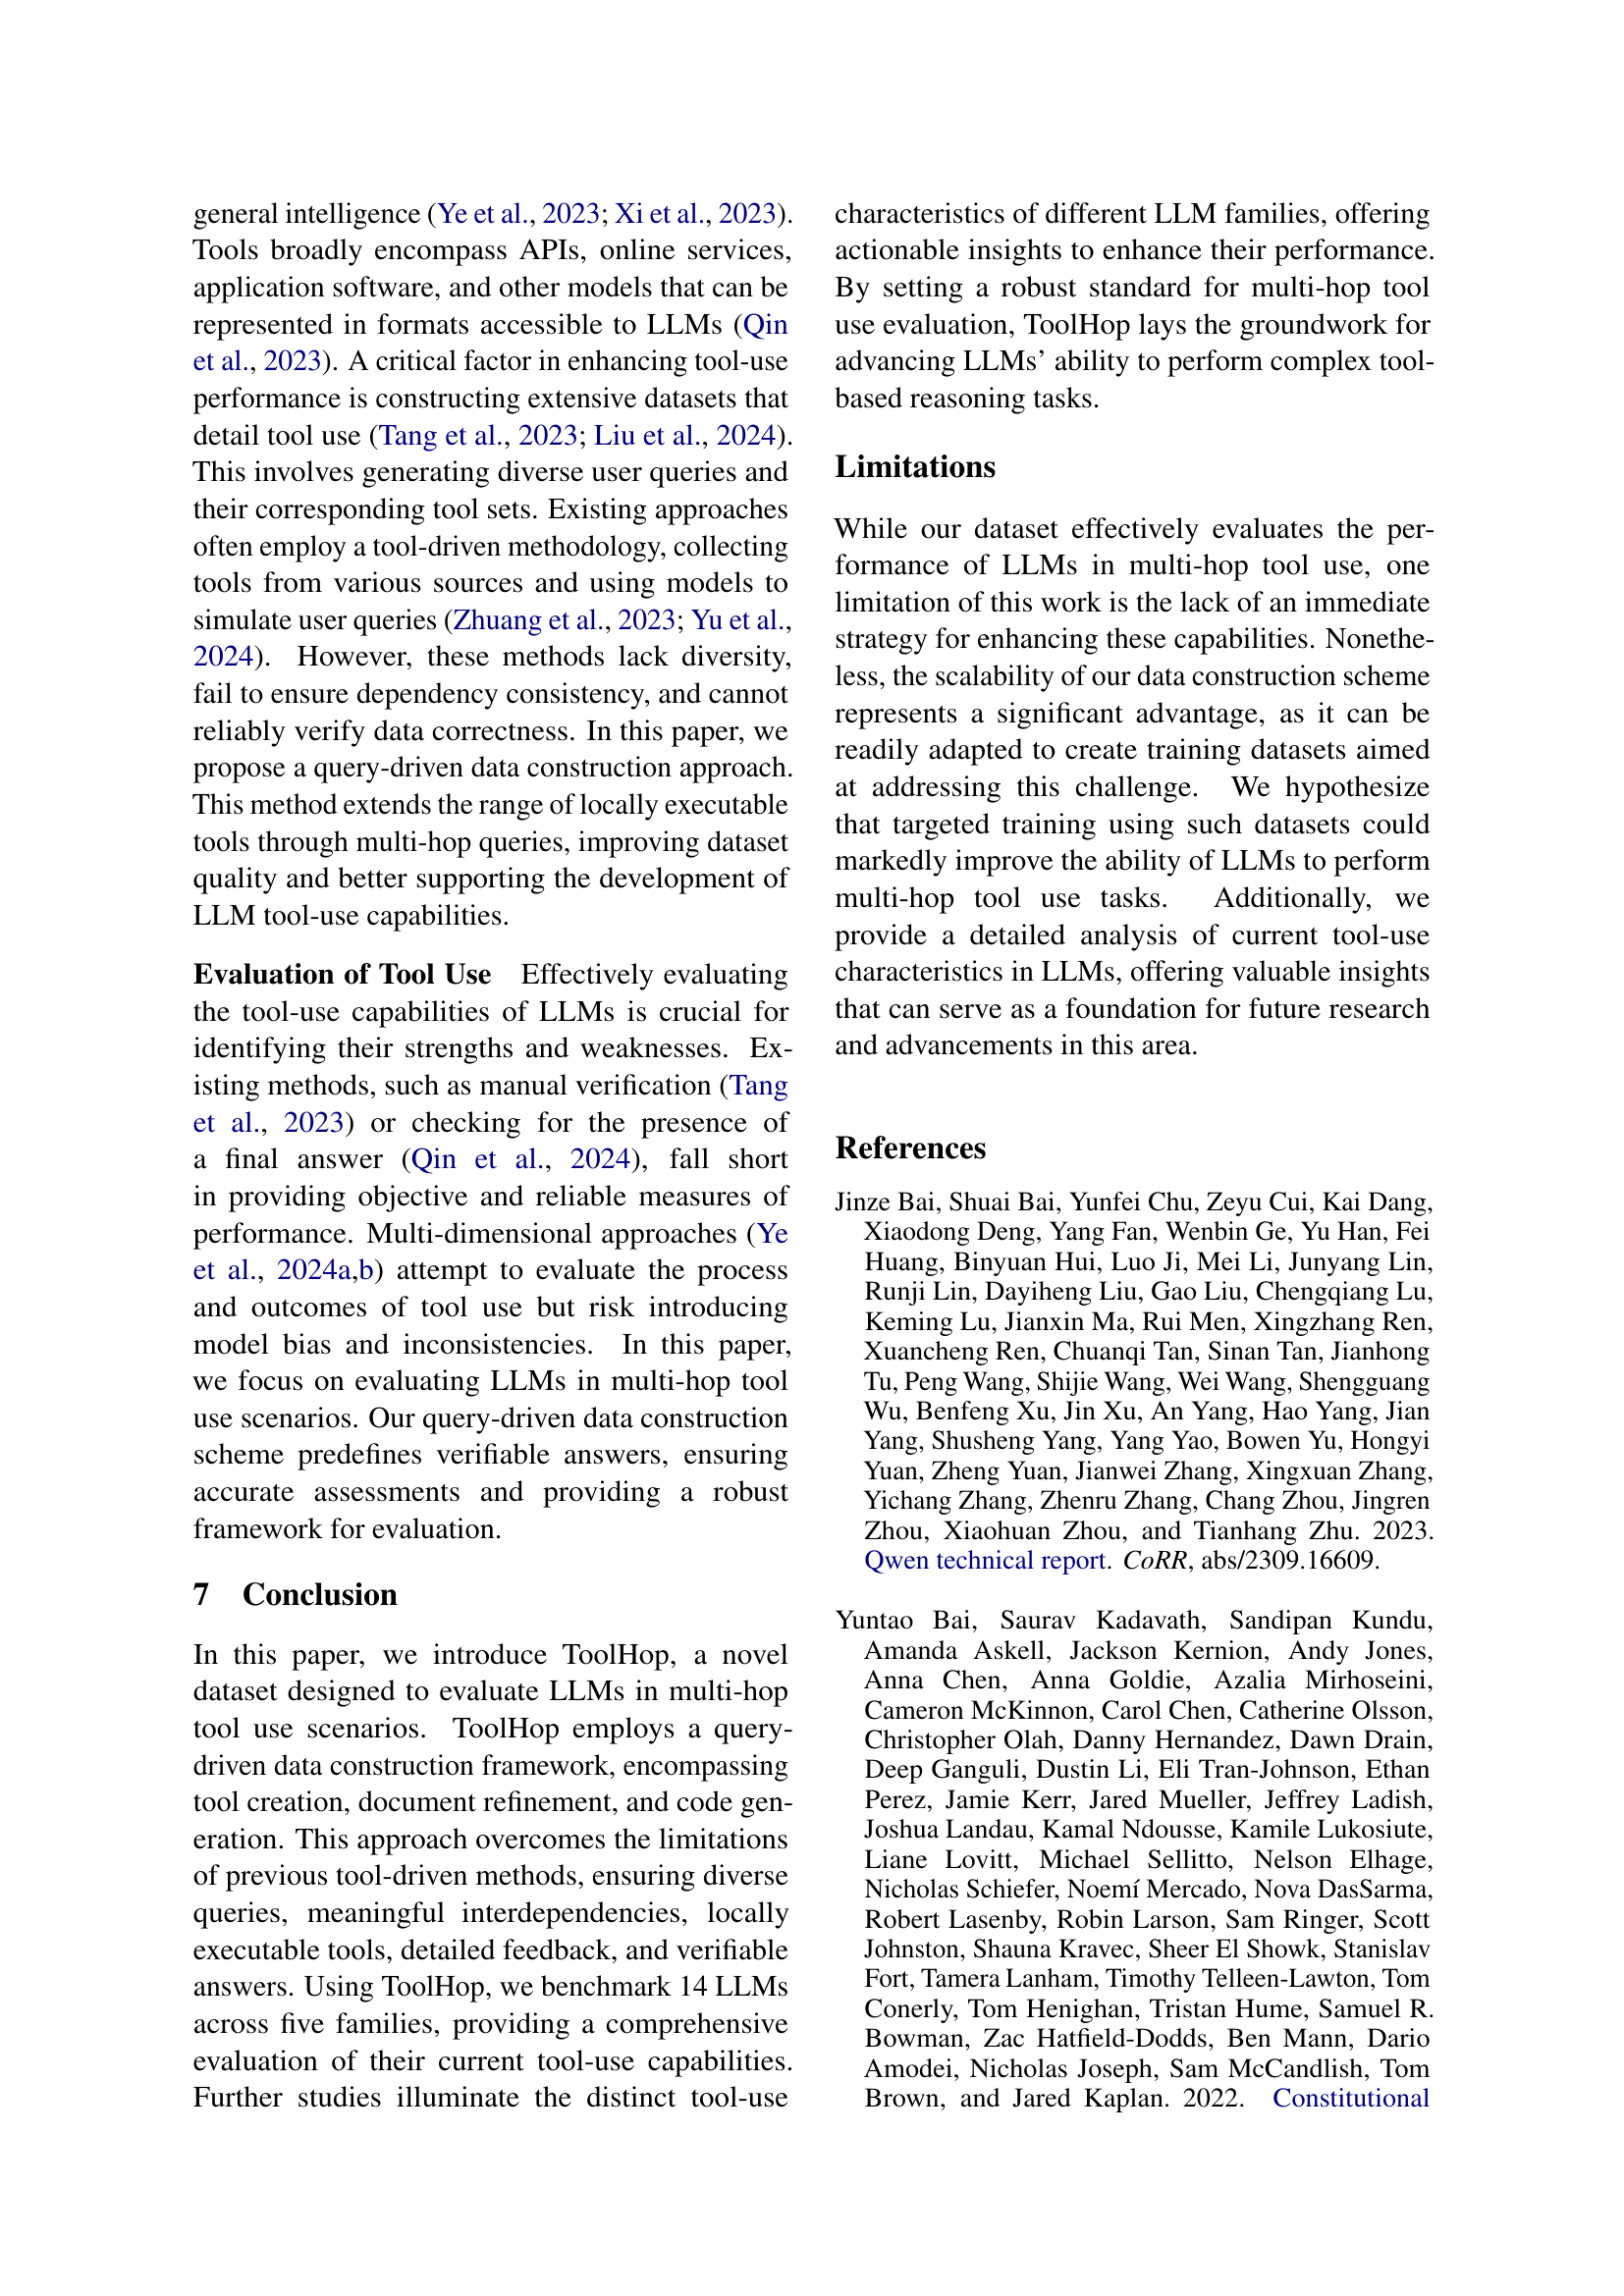 general intelligence (Ye et al., 2023; Xi et al., 2023).
Tools broadly encompass APIs, online services,
application software, and other models that can be
represented in formats accessible to LLMs (Qin
et al., 2023). A critical factor in enhancing tool-use
performance is constructing extensive datasets that
detail tool use (Tang et al., 2023; Liu et al., 2024).
This involves generating diverse user queries and
their corresponding tool sets. Existing approaches
often employ a tool-driven methodology, collecting
tools from various sources and using models to
simulate user queries (Zhuang et al., 2023; Yu et al.,
2024). However, these methods lack diversity,
fail to ensure dependency consistency, and cannot
reliably verify data correctness. In this paper, we
propose a query-driven data construction approach.
This method extends the range of locally executable
tools through multi-hop queries, improving dataset
quality and better supporting the development of
LLM tool-use capabilities.
Evaluation of Tool Use Effectively evaluating
the tool-use capabilities of LLMs is crucial for
identifying their strengths and weaknesses. Ex-
isting methods, such as manual verification (Tang
et al., 2023) or checking for the presence of
a final answer (Qin et al., 2024), fall short
in providing objective and reliable measures of
performance. Multi-dimensional approaches (Ye
et al., 2024a,b) attempt to evaluate the process
and outcomes of tool use but risk introducing
model bias and inconsistencies. In this paper,
we focus on evaluating LLMs in multi-hop tool
use scenarios. Our query-driven data construction
scheme predefines verifiable answers, ensuring
accurate assessments and providing a robust
framework for evaluation.
7 Conclusion
In this paper, we introduce ToolHop, a novel
dataset designed to evaluate LLMs in multi-hop
tool use scenarios. ToolHop employs a query-
driven data construction framework, encompassing
tool creation, document refinement, and code gen-
eration. This approach overcomes the limitations
of previous tool-driven methods, ensuring diverse
queries, meaningful interdependencies, locally
executable tools, detailed feedback, and verifiable
answers. Using ToolHop, we benchmark 14 LLMs
across five families, providing a comprehensive
evaluation of their current tool-use capabilities.
Further studies illuminate the distinct tool-use
characteristics of different LLM families, offering
actionable insights to enhance their performance.
By setting a robust standard for multi-hop tool
use evaluation, ToolHop lays the groundwork for
advancing LLMs' ability to perform complex tool-
based reasoning tasks.
Limitations
While our dataset effectively evaluates the per-
formance of LLMs in multi-hop tool use, one
limitation of this work is the lack of an immediate
strategy for enhancing these capabilities. Nonethe-
less, the scalability of our data construction scheme
represents a significant advantage, as it can be
readily adapted to create training datasets aimed
at addressing this challenge. We hypothesize
that targeted training using such datasets could
markedly improve the ability of LLMs to perform
multi-hop tool use tasks. Additionally, we
provide a detailed analysis of current tool-use
characteristics in LLMs, offering valuable insights
that can serve as a foundation for future research
and advancements in this area.
References
Jinze Bai, Shuai Bai, Yunfei Chu, Zeyu Cui, Kai Dang,
Xiaodong Deng, Yang Fan, Wenbin Ge, Yu Han, Fei
Huang, Binyuan Hui, Luo Ji, Mei Li, Junyang Lin,
Runji Lin, Dayiheng Liu, Gao Liu, Chengqiang Lu,
Keming Lu, Jianxin Ma, Rui Men, Xingzhang Ren,
Xuancheng Ren, Chuanqi Tan, Sinan Tan, Jianhong
Tu, Peng Wang, Shijie Wang, Wei Wang, Shengguang
Wu, Benfeng Xu, Jin Xu, An Yang, Hao Yang, Jian
Yang, Shusheng Yang, Yang Yao, Bowen Yu, Hongyi
Yuan, Zheng Yuan, Jianwei Zhang, Xingxuan Zhang,
Yichang Zhang, Zhenru Zhang, Chang Zhou, Jingren
Zhou, Xiaohuan Zhou, and Tianhang Zhu. 2023.
Qwen technical report. CoRR, abs/2309.16609.
Yuntao Bai, Saurav Kadavath, Sandipan Kundu,
Amanda Askell, Jackson Kernion, Andy Jones,
Anna Chen, Anna Goldie, Azalia Mirhoseini,
Cameron McKinnon, Carol Chen, Catherine Olsson,
Christopher Olah, Danny Hernandez, Dawn Drain,
Deep Ganguli, Dustin Li, Eli Tran-Johnson, Ethan
Perez, Jamie Kerr, Jared Mueller, Jeffrey Ladish,
Joshua Landau, Kamal Ndousse, Kamile Lukosiute,
Liane Lovitt, Michael Sellitto, Nelson Elhage,
Nicholas Schiefer, Noemí Mercado, Nova DasSarma,
Robert Lasenby, Robin Larson, Sam Ringer, Scott
Johnston, Shauna Kravec, Sheer El Showk, Stanislav
Fort, Tamera Lanham, Timothy Telleen-Lawton, Tom
Conerly, Tom Henighan, Tristan Hume, Samuel R.
Bowman, Zac Hatfield-Dodds, Ben Mann, Dario
Amodei, Nicholas Joseph, Sam McCandlish, Tom
Brown, and Jared Kaplan. 2022. Constitutional